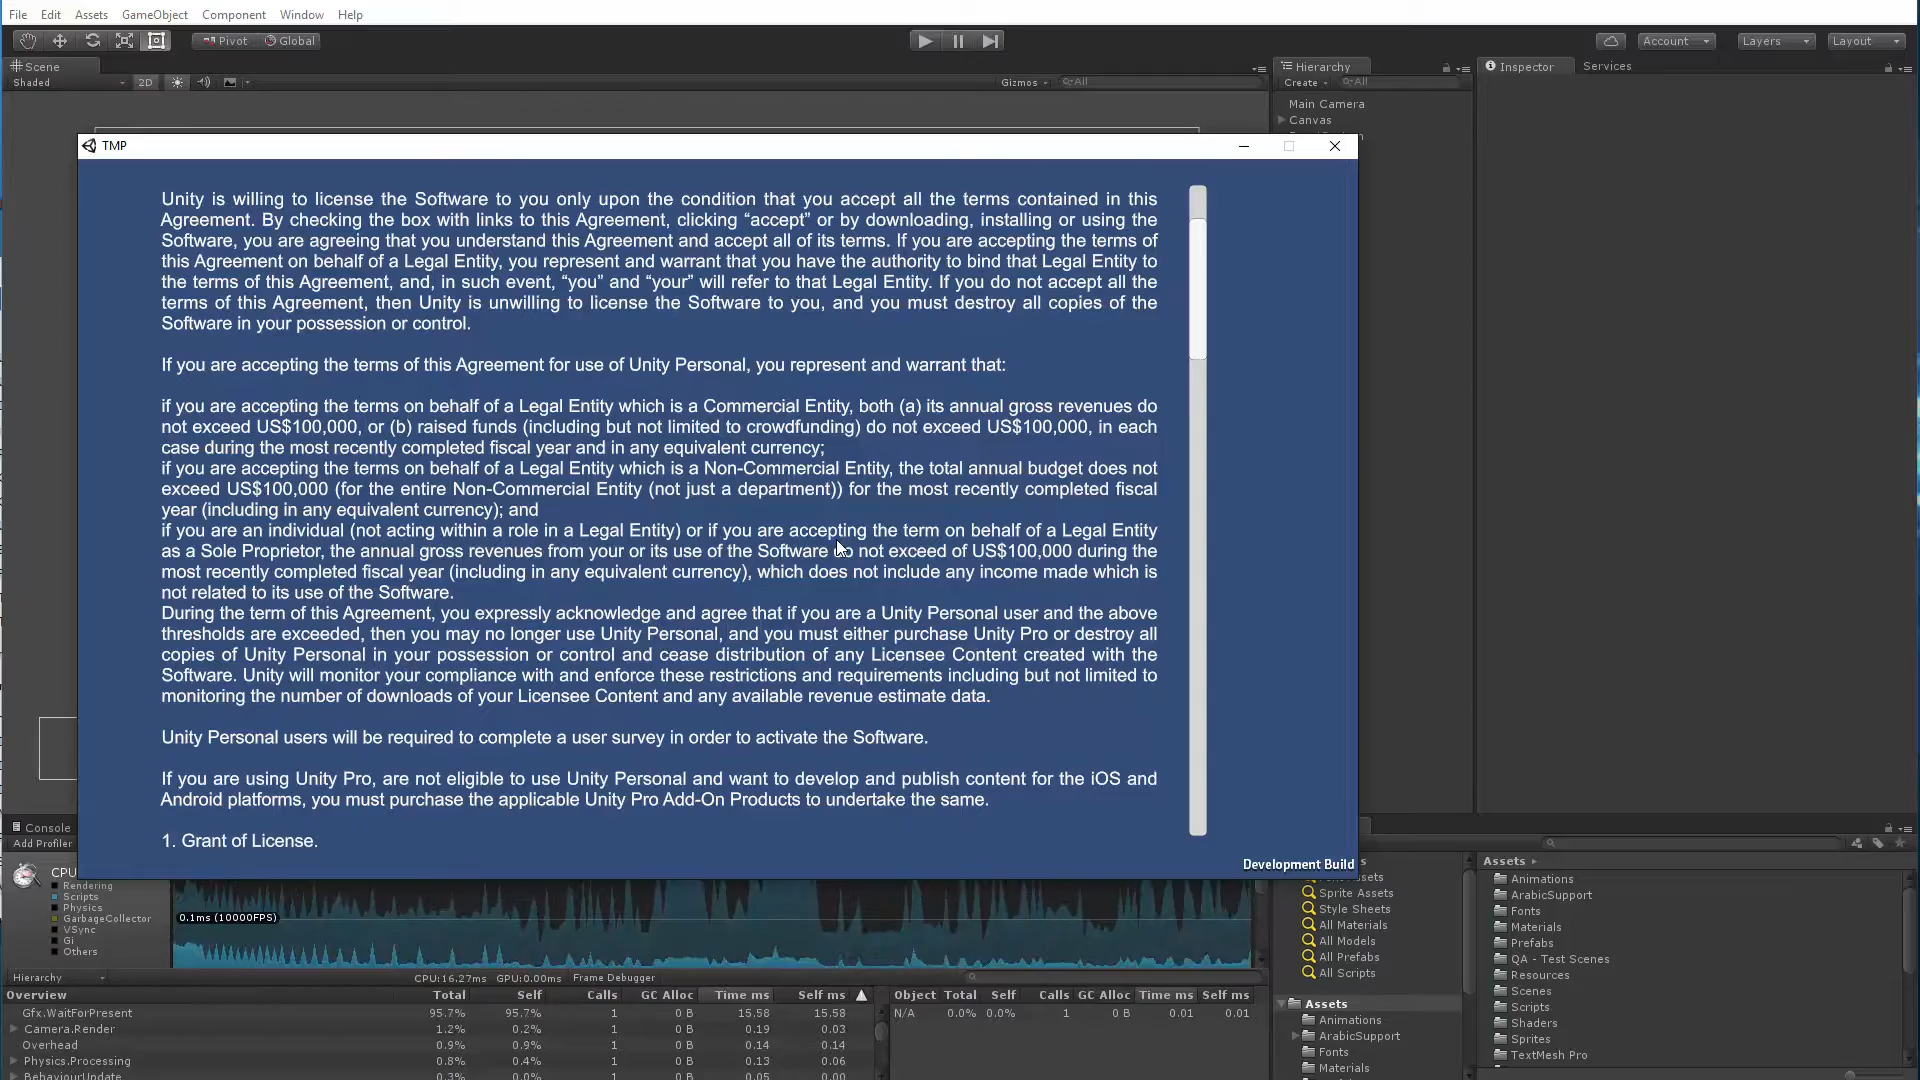 File Edit Assets GameObject Component Window Help
Pivot Global Account Layers Layout
Scene Hierarchy Inspector Services
Shaded 2D Gizmos All Create All
Main Camera
Canvas
TMP
Unity is willing to license the Software to you only upon the condition that you accept all the terms contained in this
Agreement. By checking the box with links to this Agreement, clicking “accept” or by downloading, installing or using the
Software, you are agreeing that you understand this Agreement and accept all of its terms. If you are accepting the terms of
this Agreement on behalf of a Legal Entity, you represent and warrant that you have the authority to bind that Legal Entity to
the terms of this Agreement, and, in such event, “you” and “your” will refer to that Legal Entity. If you do not accept all the
terms of this Agreement, then Unity is unwilling to license the Software to you, and you must destroy all copies of the
Software in your possession or control.
If you are accepting the terms of this Agreement for use of Unity Personal, you represent and warrant that:
if you are accepting the terms on behalf of a Legal Entity which is a Commercial Entity, both (a) its annual gross revenues do
not exceed US$100,000, or (b) raised funds (including but not limited to crowdfunding) do not exceed US$100,000, in each
case during the most recently completed fiscal year and in any equivalent currency;
if you are accepting the terms on behalf of a Legal Entity which is a Non-Commercial Entity, the total annual budget does not
exceed US$100,000 (for the entire Non-Commercial Entity (not just a department)) for the most recently completed fiscal
year (including in any equivalent currency); and
if you are an individual (not acting within a role in a Legal Entity) or if you are accepting the term on behalf of a Legal Entity
as a Sole Proprietor, the annual gross revenues from your or its use of the Software do not exceed of US$100,000 during the
most recently completed fiscal year (including in any equivalent currency), which does not include any income made which is
not related to its use of the Software.
During the term of this Agreement, you expressly acknowledge and agree that if you are a Unity Personal user and the above
thresholds are exceeded, then you may no longer use Unity Personal, and you must either purchase Unity Pro or destroy all
copies of Unity Personal in your possession or control and cease distribution of any Licensee Content created with the
Software. Unity will monitor your compliance with and enforce these restrictions and requirements including but not limited to
monitoring the number of downloads of your Licensee Content and any available revenue estimate data.
Unity Personal users will be required to complete a user survey in order to activate the Software.
If you are using Unity Pro, are not eligible to use Unity Personal and want to develop and publish content for the iOS and
Android platforms, you must purchase the applicable Unity Pro Add-On Products to undertake the same.
1. Grant of License.
Development Build
Console
Add Profiler
CPU
Rendering
Scripts
Physics
GarbageCollector
VSync
Gi
Others
0.1ms (10000FPS)
Hierarchy CPU:16.27ms GPU:0.00ms Frame Debugger
Overview Total Self Calls GC Alloc Time ms Self ms
Gfx.WaitForPresent 95.7% 95.7% 1 0 B 15.58 15.58
Camera.Render 1.2% 0.2% 1 0 B 0.19 0.03
Overhead 0.9% 0.9% 1 0 B 0.14 0.14
Physics.Processing 0.8% 0.4% 1 0 B 0.13 0.06
BehaviourUpdate 0.3% 0.0% 1 0 B 0.05 0.00
Object Total Self Calls GC Alloc Time ms Self ms
N/A 0.0% 0.0% 1 0 B 0.01 0.01
Sprite Assets
Style Sheets
All Materials
All Models
All Prefabs
All Scripts
Assets
Animations
ArabicSupport
Fonts
Materials
Assets
Animations
ArabicSupport
Fonts
Materials
Prefabs
QA - Test Scenes
Resources
Scenes
Scripts
Shaders
Sprites
TextMesh Pro